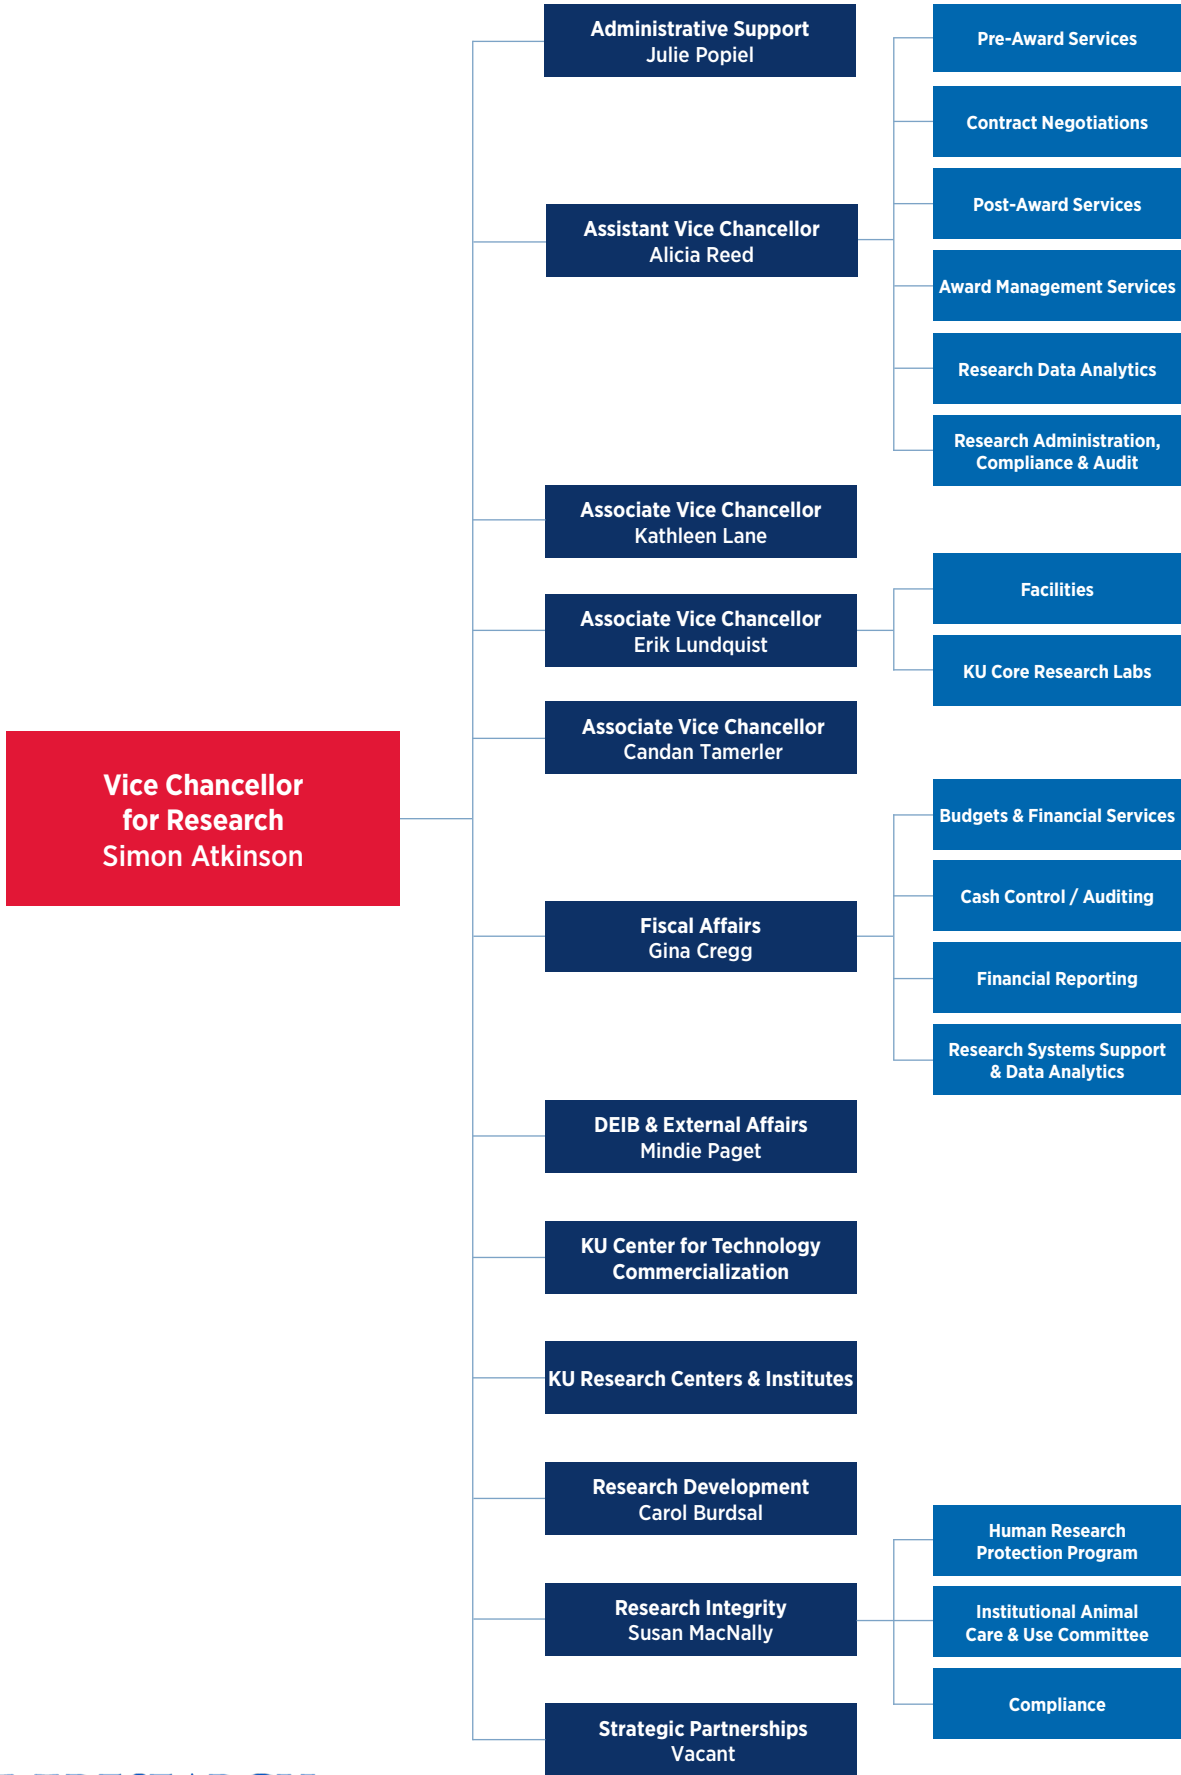 Administrative Support
Julie Popiel
Pre-Award Services
Contract Negotiations
Post-Award Services
Assistant Vice Chancellor
Alicia Reed
Award Management Services
Research Data Analytics
Research Administration,
Compliance & Audit
Associate Vice Chancellor
Kathleen Lane
Associate Vice Chancellor
Erik Lundquist
Facilities
KU Core Research Labs
Associate Vice Chancellor
Candan Tamerler
Vice Chancellor
for Research
Simon Atkinson
Budgets & Financial Services
Cash Control / Auditing
Fiscal Affairs
Gina Cregg
Financial Reporting
Research Systems Support
& Data Analytics
DEIB & External Affairs
Mindie Paget
KU Center for Technology
Commercialization
KU Research Centers & Institutes
Research Development
Carol Burdsal
Human Research
Protection Program
Research Integrity
Susan MacNally
Institutional Animal
Care & Use Committee
Compliance
Strategic Partnerships
Vacant